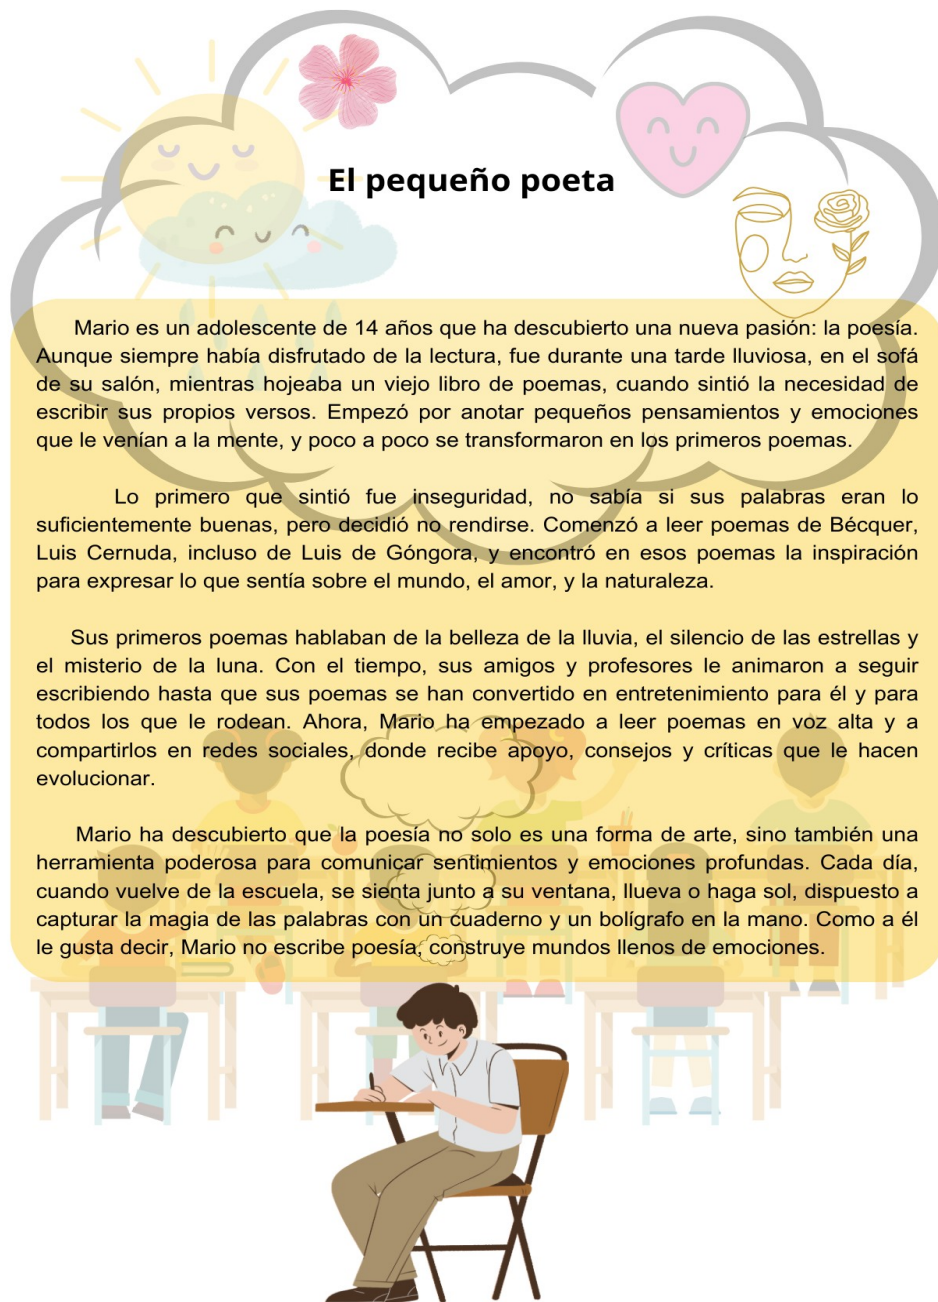 El pequeño poeta
Mario es un adolescente de 14 años que ha descubierto una nueva pasión: la poesía.
Aunque siempre había disfrutado de la lectura, fue durante una tarde lluviosa, en el sofá
de su salón, mientras hojeaba un viejo libro de poemas, cuando sintió la necesidad de
escribir sus propios versos. Empezó por anotar pequeños pensamientos y emociones
que le venían a la mente, y poco a poco se transformaron en los primeros poemas.
Lo primero que sintió fue inseguridad, no sabía si sus palabras eran lo
suficientemente buenas, pero decidió no rendirse. Comenzó a leer poemas de Bécquer,
Luis Cernuda, incluso de Luis de Góngora, y encontró en esos poemas la inspiración
para expresar lo que sentía sobre el mundo, el amor, y la naturaleza.
Sus primeros poemas hablaban de la belleza de la lluvia, el silencio de las estrellas y
el misterio de la luna. Con el tiempo, sus amigos y profesores le animaron a seguir
escribiendo hasta que sus poemas se han convertido en entretenimiento para él y para
todos los que le rodean. Ahora, Mario ha empezado a leer poemas en voz alta y a
compartirlos en redes sociales, donde recibe apoyo, consejos y críticas que le hacen
evolucionar.
Mario ha descubierto que la poesía no solo es una forma de arte, sino también una
herramienta poderosa para comunicar sentimientos y emociones profundas. Cada día,
cuando vuelve de la escuela, se sienta junto a su ventana, llueva o haga sol, dispuesto a
capturar la magia de las palabras con un cuaderno y un bolígrafo en la mano. Como a él
le gusta decir, Mario no escribe poesía, construye mundos llenos de emociones.